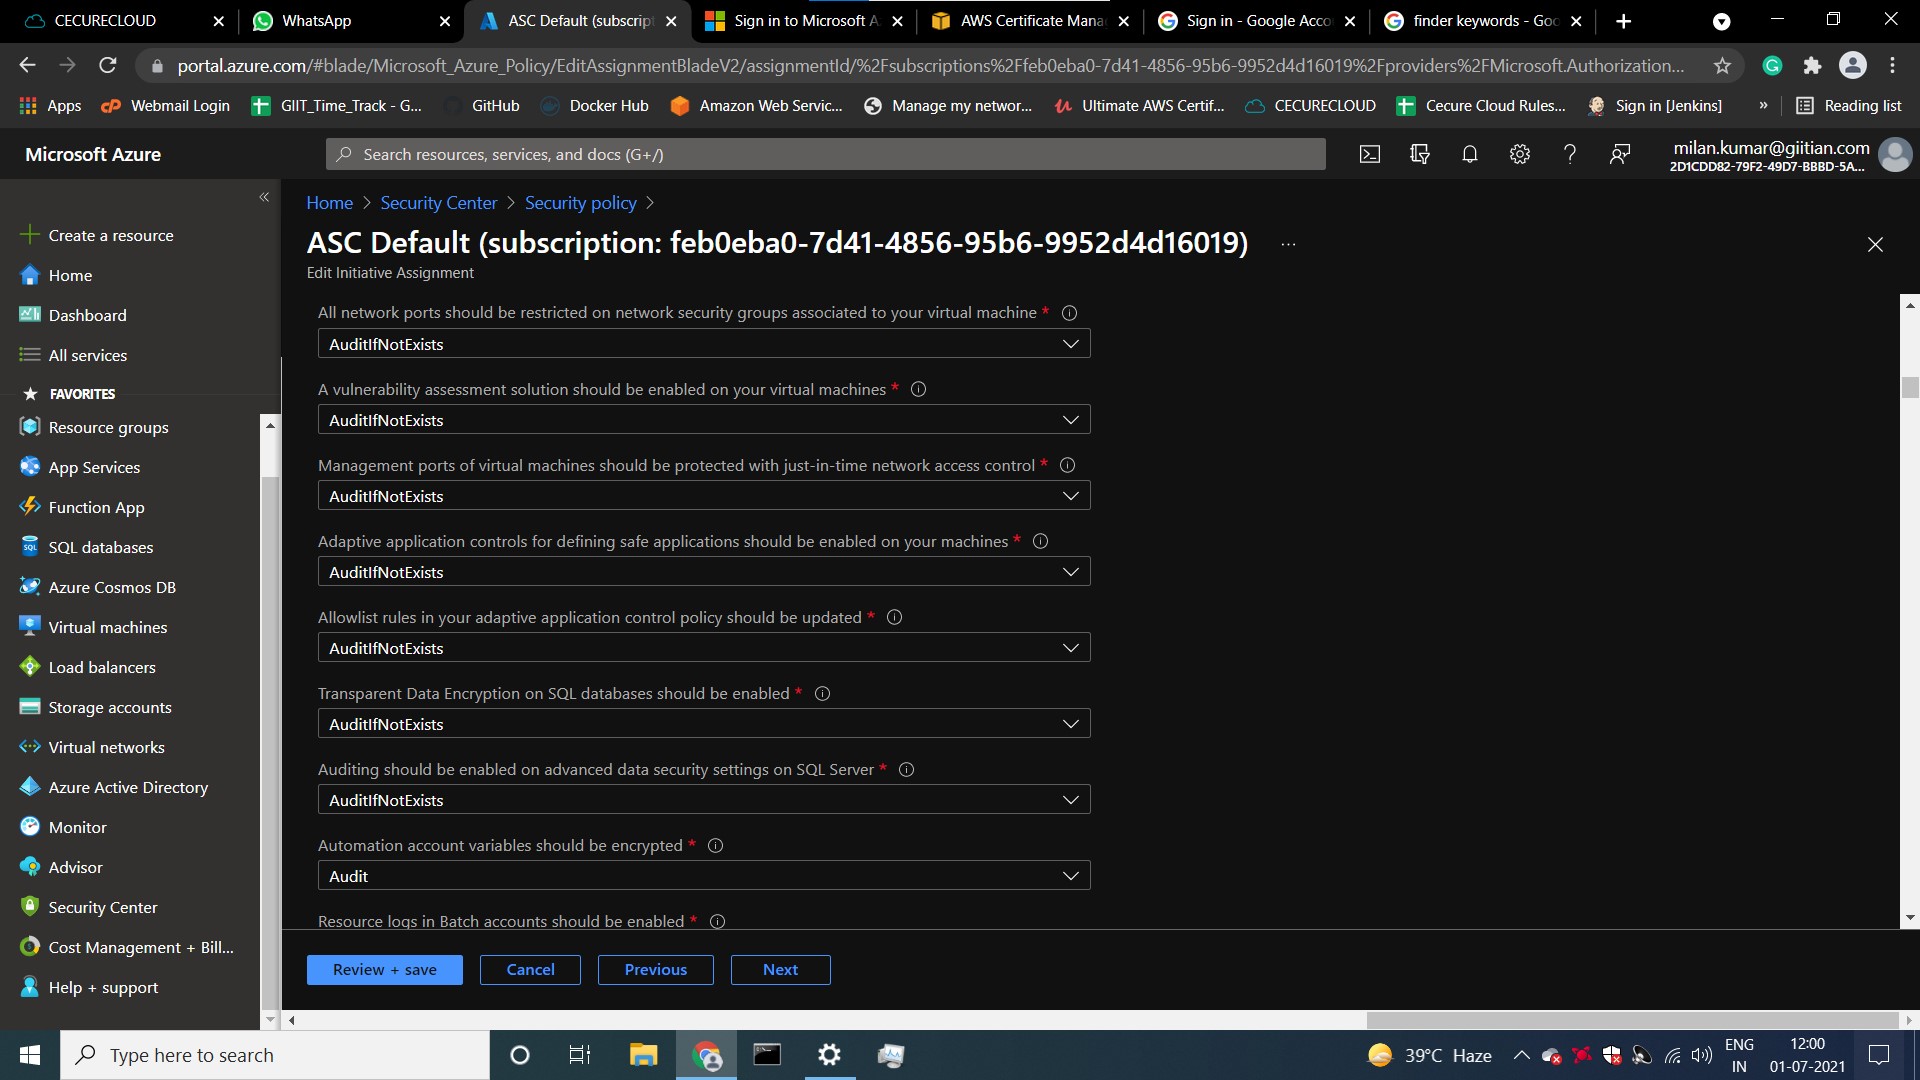 CECURECLOUD
WhatsApp
ASC Default (subscript
Sign in to Microsoft A
AWS Certificate Mana
Sign in - Google Acco
finder keywords - Goo
portal.azure.com/#blade/Microsoft_Azure_Policy/EditAssignmentBladeV2/assignmentId/%2Fsubscriptions%2Ffeb0eba0-7d41-4856-95b6-9952d4d16019%2Fproviders%2FMicrosoft.Authorization...
Apps
Webmail Login
GIIT_Time_Track - G...
GitHub
Docker Hub
Amazon Web Servic...
Manage my networ...
Ultimate AWS Certif...
CECURECLOUD
Cecure Cloud Rules...
Sign in [Jenkins]
»
Reading list
Microsoft Azure
Search resources, services, and docs (G+/)
milan.kumar@giitian.com
2D1CDD82-79F2-49D7-BBBD-5A...
«
Create a resource
Home
Dashboard
All services
FAVORITES
Resource groups
App Services
Function App
SQL databases
Azure Cosmos DB
Virtual machines
Load balancers
Storage accounts
Virtual networks
Azure Active Directory
Monitor
Advisor
Security Center
Cost Management + Bill...
Help + support
Home > Security Center > Security policy >
ASC Default (subscription: feb0eba0-7d41-4856-95b6-9952d4d16019) ...
Edit Initiative Assignment
All network ports should be restricted on network security groups associated to your virtual machine *
AuditIfNotExists
A vulnerability assessment solution should be enabled on your virtual machines *
AuditIfNotExists
Management ports of virtual machines should be protected with just-in-time network access control *
AuditIfNotExists
Adaptive application controls for defining safe applications should be enabled on your machines *
AuditIfNotExists
Allowlist rules in your adaptive application control policy should be updated *
AuditIfNotExists
Transparent Data Encryption on SQL databases should be enabled *
AuditIfNotExists
Auditing should be enabled on advanced data security settings on SQL Server *
AuditIfNotExists
Automation account variables should be encrypted *
Audit
Resource logs in Batch accounts should be enabled *
Review + save
Cancel
Previous
Next
Type here to search
39°C Haze
ENG
IN
12:00
01-07-2021